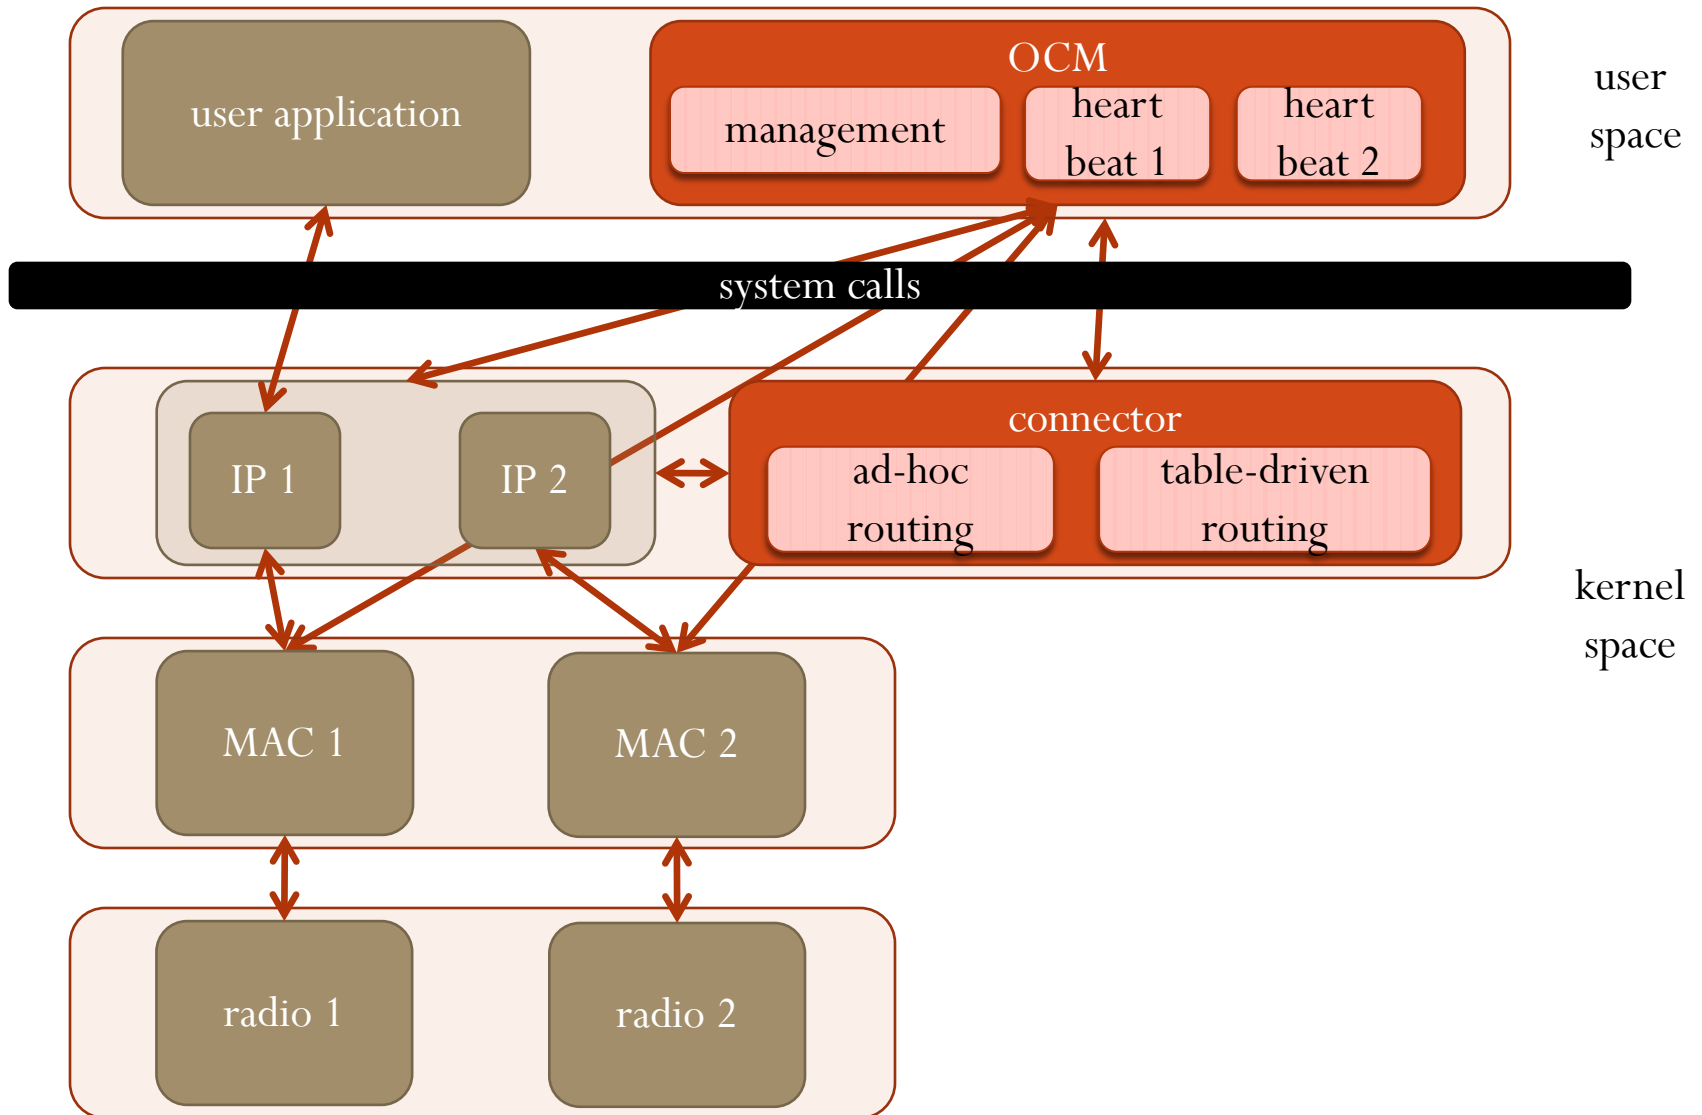 OCM
user application
management
heart
beat 1
heart
beat 2
user
space
system calls
IP 1
IP 2
connector
ad-hoc
routing
table-driven
routing
kernel
space
MAC 1
MAC 2
radio 1
radio 2